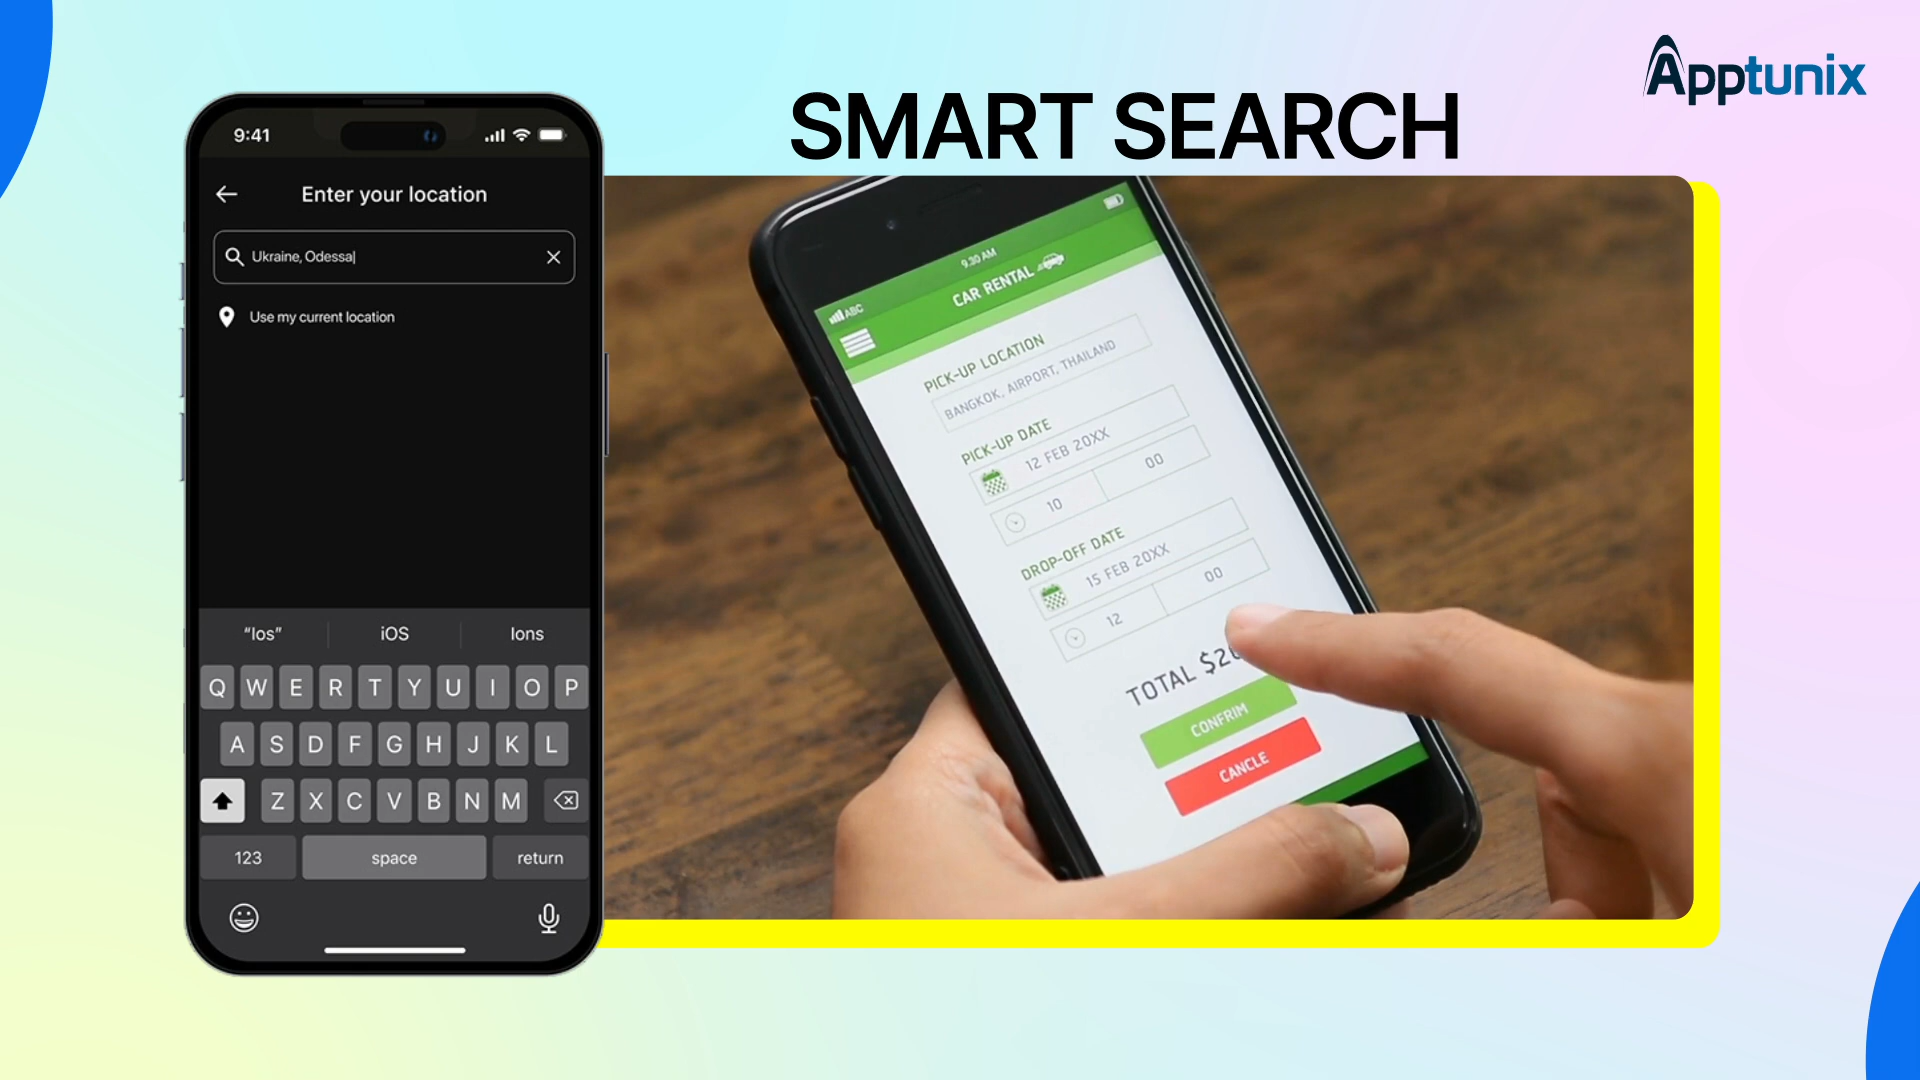 Apptunix
SMART SEARCH
9:41
Enter your location
Ukraine, Odessa
Use my current location
“Ios”
iOS
Ions
Q W E R T Y U I O P
A S D F G H J K L
Z X C V B N M
123
space
return
ABC
9.30 AM
CAR RENTAL
PICK-UP LOCATION
BANGKOK, AIRPORT, THAILAND
PICK-UP DATE
12 FEB 20XX
10
00
DROP-OFF DATE
15 FEB 20XX
12
00
TOTAL
CONFRIM
CANCLE